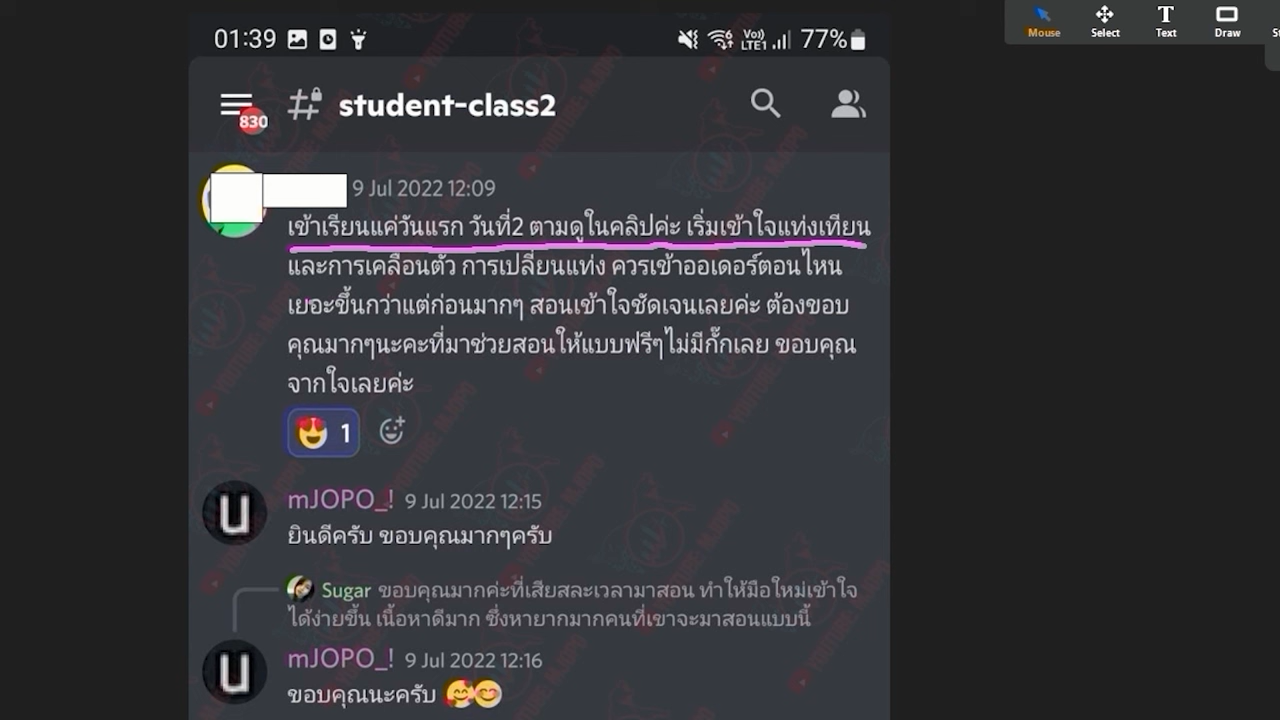 01:39 Vo) LTE1 77%
Mouse Select Text Draw
830 # student-class2
9 Jul 2022 12:09
เข้าเรียนแค่วันแรก วันที่2 ตามดูในคลิปค่ะ เริ่มเข้าใจแท่งเทียน
และการเคลื่อนตัว การเปลี่ยนแท่ง ควรเข้าออเดอร์ตอนไหน
เยอะขึ้นกว่าแต่ก่อนมากๆ สอนเข้าใจชัดเจนเลยค่ะ ต้องขอบ
คุณมากๆนะคะที่มาช่วยสอนให้แบบฟรีๆไม่มีกั๊กเลย ขอบคุณ
จากใจเลยค่ะ
1
mJOPO_! 9 Jul 2022 12:15
ยินดีครับ ขอบคุณมากๆครับ
Sugar ขอบคุณมากค่ะที่เสียสละเวลามาสอน ทำให้มือใหม่เข้าใจ
ได้ง่ายขึ้น เนื้อหาดีมาก ซึ่งหายากมากคนที่เขาจะมาสอนแบบนี้
mJOPO_! 9 Jul 2022 12:16
ขอบคุณนะครับ